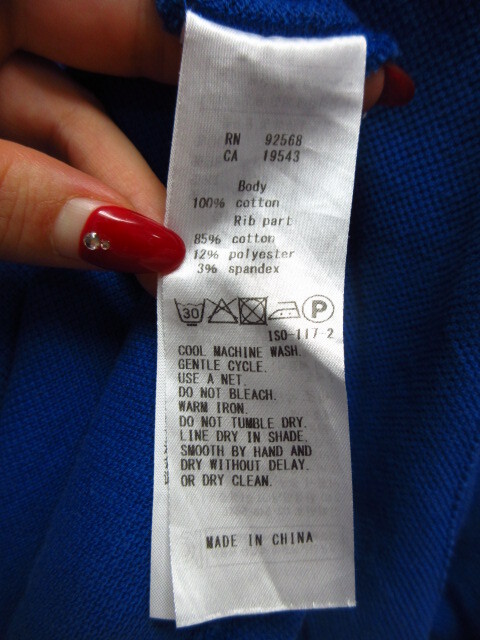 RN 92568
CA 19543
Body
100% cotton
Rib part
85% cotton
12% polyester
3% spandex
30 P
ISO-117-2
COOL MACHINE WASH.
GENTLE CYCLE.
USE A NET.
DO NOT BLEACH.
WARM IRON.
DO NOT TUMBLE DRY.
LINE DRY IN SHADE.
SMOOTH BY HAND AND
DRY WITHOUT DELAY.
OR DRY CLEAN.
MADE IN CHINA